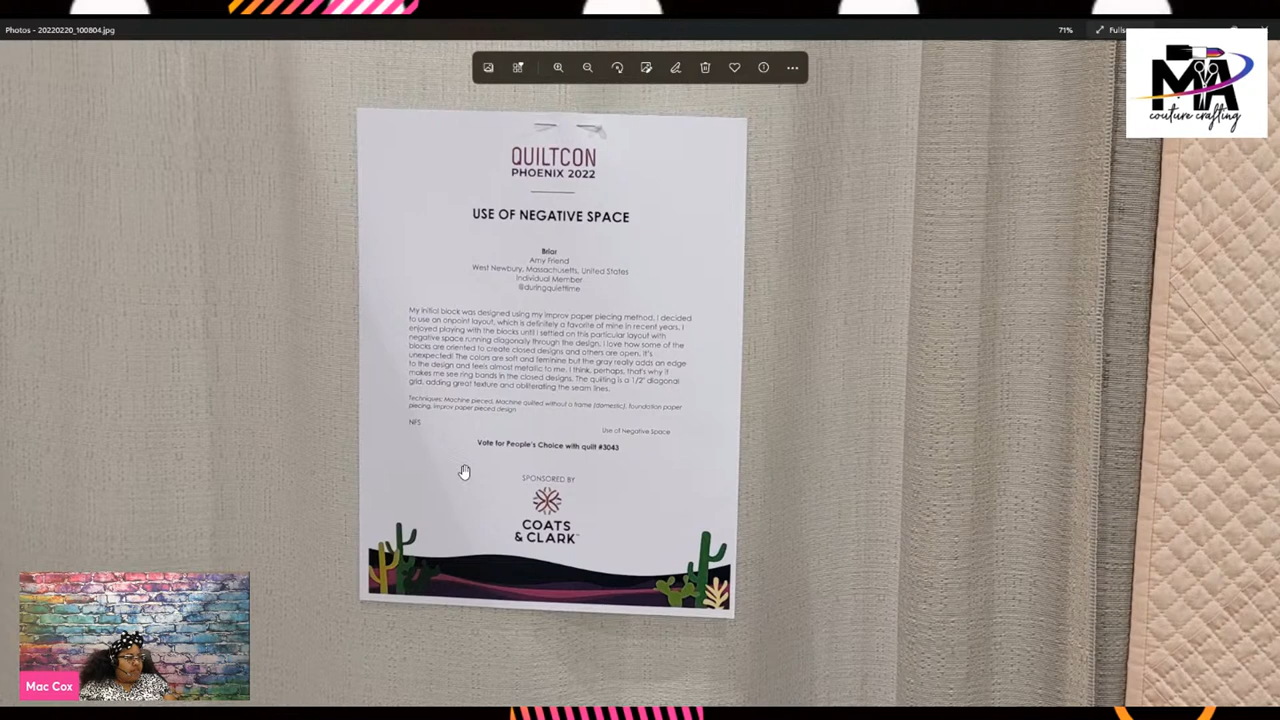 Photos - 20220220_100804.jpg
71%
Fulls
MA
couture crafting
QUILTCON
PHOENIX 2022
USE OF NEGATIVE SPACE
Briar
Amy Friend
West Newbury, Massachusetts, United States
Individual Member
@duringquiettime
My initial block was designed using my improv paper piecing method. I decided
to use an onpoint layout, which is definitely a favorite of mine in recent years. I
enjoyed playing with the blocks until I settled on this particular layout with
negative space running diagonally through the design. I love how some of the
blocks are oriented to create closed designs and others are open. It's
unexpected! The colors are soft and feminine but the gray really adds an edge
to the design and feels almost metallic to me. I think, perhaps, that's why it
makes me see ring bands in the closed designs. The quilting is a 1/2" diagonal
grid, adding great texture and obliterating the seam lines.
Techniques: Machine pieced, Machine quilted without a frame (domestic), foundation paper
piecing, improv paper pieced design
NFS
Use of Negative Space
Vote for People's Choice with quilt #3043
SPONSORED BY
COATS
& CLARK™
Mac Cox